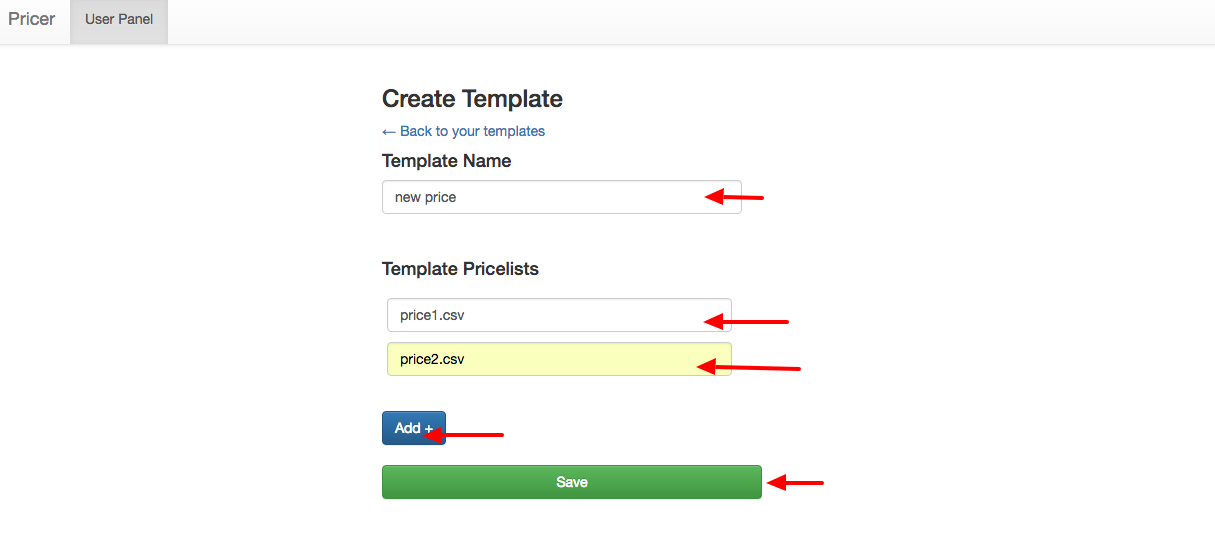 Pricer User Panel
Create Template
← Back to your templates
Template Name
new price
Template Pricelists
price1.csv
price2.csv
Add +
Save